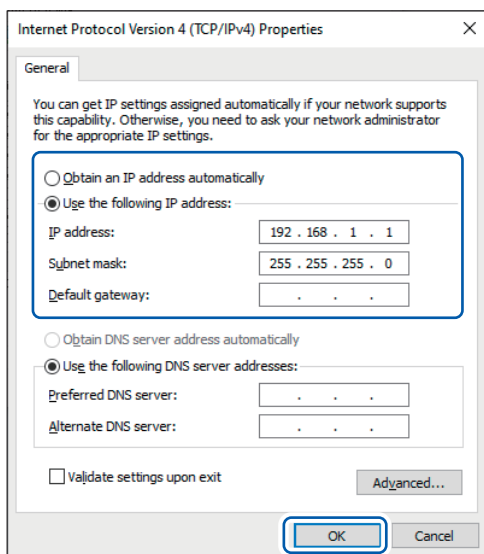 Internet Protocol Version 4 (TCP/IPv4) Properties
General
You can get IP settings assigned automatically if your network supports
this capability. Otherwise, you need to ask your network administrator
for the appropriate IP settings.
Obtain an IP address automatically
Use the following IP address:
IP address: 192 . 168 . 1 . 1
Subnet mask: 255 . 255 . 255 . 0
Default gateway: . . .
Obtain DNS server address automatically
Use the following DNS server addresses:
Preferred DNS server: . . .
Alternate DNS server: . . .
Validate settings upon exit
Advanced...
OK Cancel